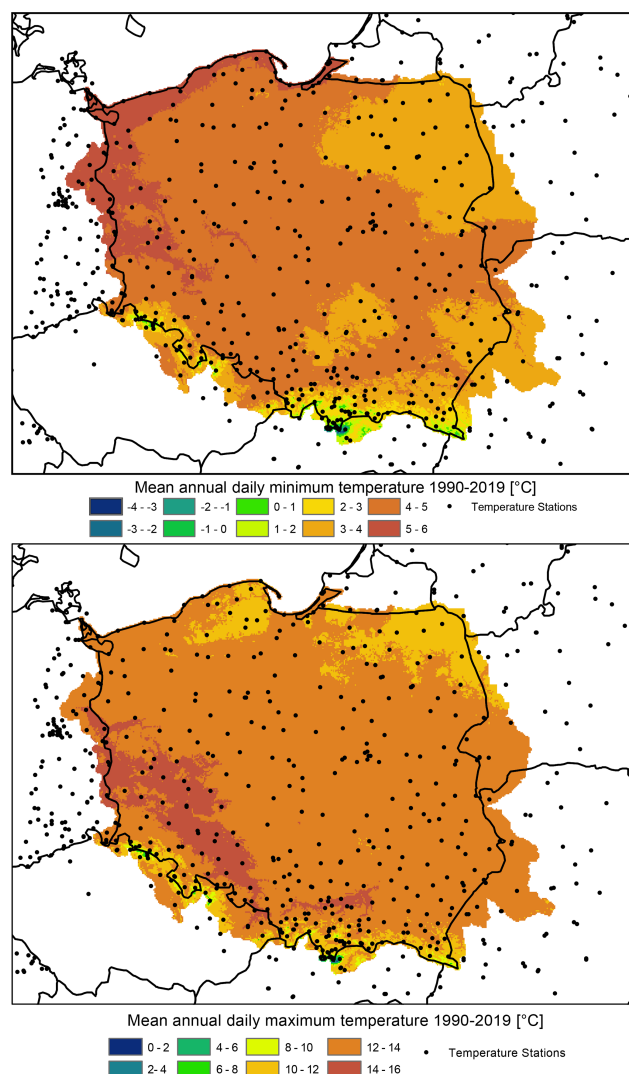 Mean annual daily minimum temperature 1990-2019 [°C]
-4 - -3 -2 - -1 0 - 1 2 - 3 4 - 5 Temperature Stations
-3 - -2 -1 - 0 1 - 2 3 - 4 5 - 6
Mean annual daily maximum temperature 1990-2019 [°C]
0 - 2 4 - 6 8 - 10 12 - 14 Temperature Stations
2 - 4 6 - 8 10 - 12 14 - 16